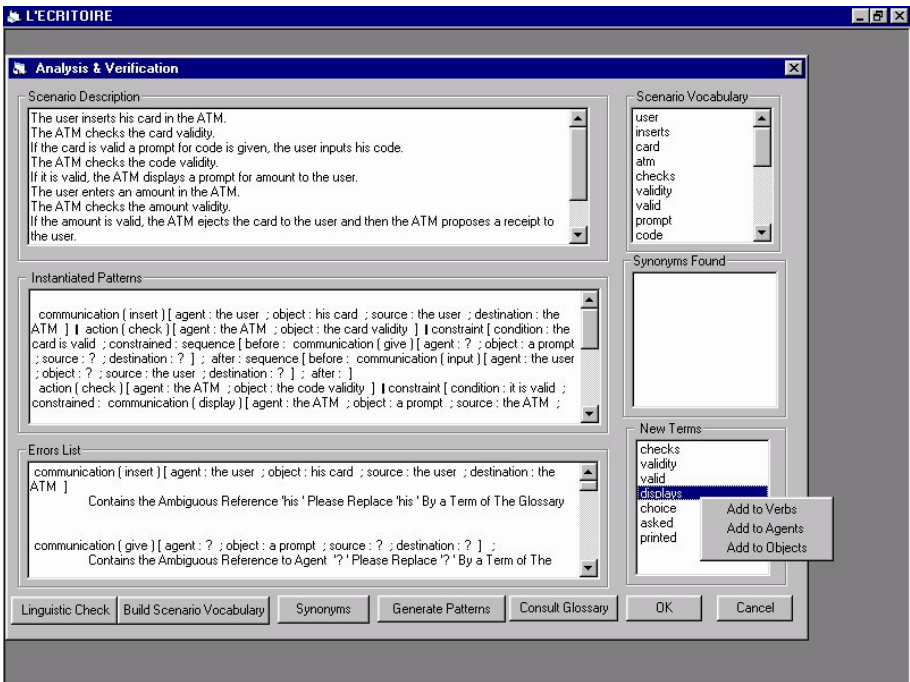 L'ECRITOIRE
Analysis & Verification
Scenario Description
The user inserts his card in the ATM.
The ATM checks the card validity.
If the card is valid a prompt for code is given, the user inputs his code.
The ATM checks the code validity.
If it is valid, the ATM displays a prompt for amount to the user.
The user enters an amount in the ATM.
The ATM checks the amount validity.
If the amount is valid, the ATM ejects the card to the user and then the ATM proposes a receipt to
the user.
Scenario Vocabulary
user
inserts
card
atm
checks
validity
valid
prompt
code
Instantiated Patterns
communication ( insert ) [ agent : the user ; object : his card ; source : the user ; destination : the
ATM ] | action ( check ) [ agent : the ATM ; object : the card validity ] | constraint [ condition : the
card is valid ; constrained : sequence [ before : communication ( give ) [ agent : ? ; object : a prompt
; source : ? ; destination : ? ] ; after : sequence [ before : communication ( input ) [ agent : the user
; object : ? ; source : the user ; destination : ? ] ; after : ]
action ( check ) [ agent : the ATM ; object : the code validity ] | constraint [ condition : it is valid ;
constrained : communication ( display ) [ agent : the ATM ; object : a prompt ; source : the ATM ;
Synonyms Found
Errors List
communication ( insert ) [ agent : the user ; object : his card ; source : the user ; destination : the
ATM ]
Contains the Ambiguous Reference 'his ' Please Replace 'his ' By a Term of The Glossary
communication ( give ) [ agent : ? ; object : a prompt ; source : ? ; destination : ? ] ;
Contains the Ambiguous Reference to Agent '? ' Please Replace '? ' By a Term of The
New Terms
checks
validity
valid
displays
choice
asked
printed
Add to Verbs
Add to Agents
Add to Objects
Linguistic Check
Build Scenario Vocabulary
Synonyms
Generate Patterns
Consult Glossary
OK
Cancel